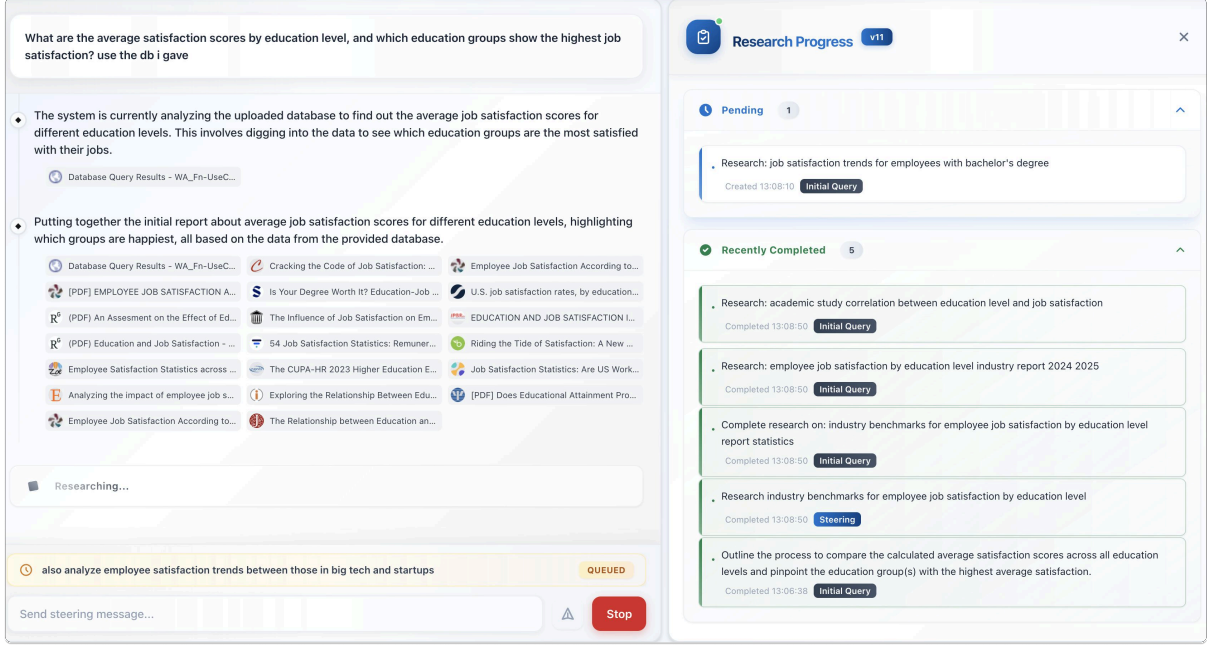 What are the average satisfaction scores by education level, and which education groups show the highest job
satisfaction? use the db i gave
The system is currently analyzing the uploaded database to find out the average job satisfaction scores for
different education levels. This involves digging into the data to see which education groups are the most satisfied
with their jobs.
Database Query Results - WA_Fn-UseC...
Putting together the initial report about average job satisfaction scores for different education levels, highlighting
which groups are happiest, all based on the data from the provided database.
Database Query Results - WA_Fn-UseC...
Cracking the Code of Job Satisfaction: ...
Employee Job Satisfaction According to...
[PDF] EMPLOYEE JOB SATISFACTION A...
Is Your Degree Worth It? Education-Job ...
U.S. job satisfaction rates, by education...
(PDF) An Assesment on the Effect of Ed...
The Influence of Job Satisfaction on Em...
EDUCATION AND JOB SATISFACTION I...
(PDF) Education and Job Satisfaction - ...
54 Job Satisfaction Statistics: Remuner...
Riding the Tide of Satisfaction: A New ...
Employee Satisfaction Statistics across ...
The CUPA-HR 2023 Higher Education E...
Job Satisfaction Statistics: Are US Work...
Analyzing the impact of employee job s...
Exploring the Relationship Between Edu...
[PDF] Does Educational Attainment Pro...
Employee Job Satisfaction According to...
The Relationship between Education an...
Researching...
also analyze employee satisfaction trends between those in big tech and startups
QUEUED
Send steering message...
Stop
Research Progress
v11
Pending
1
Research: job satisfaction trends for employees with bachelor's degree
Created 13:08:10
Initial Query
Recently Completed
5
Research: academic study correlation between education level and job satisfaction
Completed 13:08:50
Initial Query
Research: employee job satisfaction by education level industry report 2024 2025
Completed 13:08:50
Initial Query
Complete research on: industry benchmarks for employee job satisfaction by education level
report statistics
Completed 13:08:50
Initial Query
Research industry benchmarks for employee job satisfaction by education level
Completed 13:08:50
Steering
Outline the process to compare the calculated average satisfaction scores across all education
levels and pinpoint the education group(s) with the highest average satisfaction.
Completed 13:06:38
Initial Query